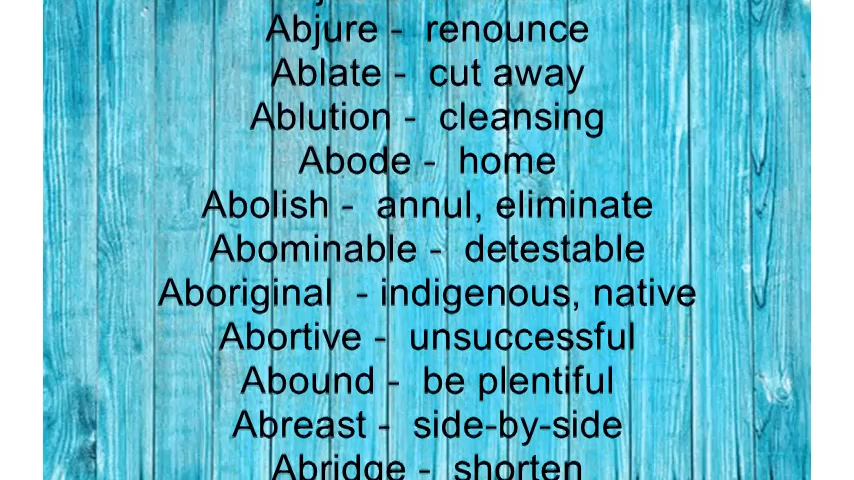 Abjure - renounce
Ablate - cut away
Ablution - cleansing
Abode - home
Abolish - annul, eliminate
Abominable - detestable
Aboriginal - indigenous, native
Abortive - unsuccessful
Abound - be plentiful
Abreast - side-by-side
Abridge - shorten